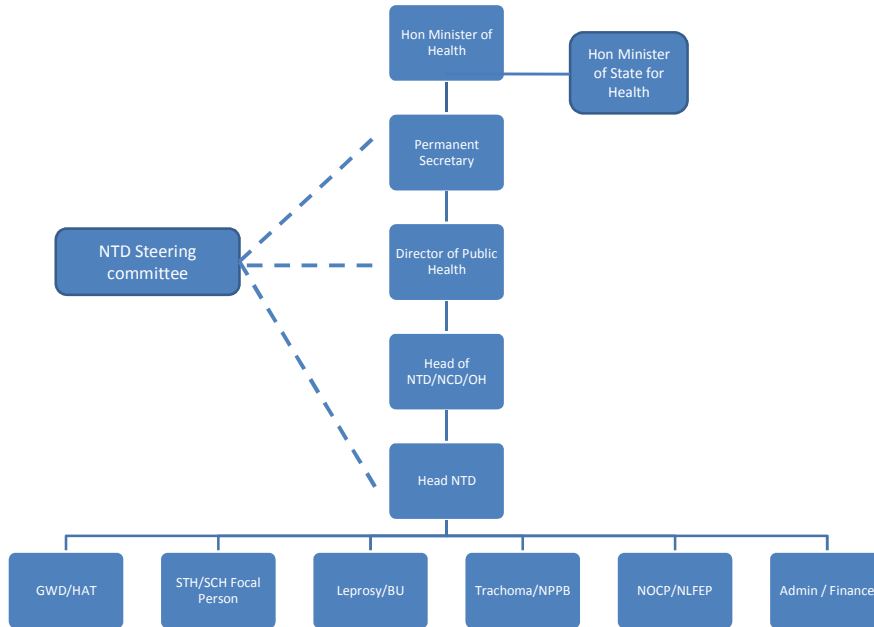 Hon Minister of
Health
Hon Minister
of State for
Health
Permanent
Secretary
NTD Steering
committee
Director of Public
Health
Head of
NTD/NCD/OH
Head NTD
GWD/HAT
STH/SCH Focal
Person
Leprosy/BU
Trachoma/NPPB
NOCP/NLFEP
Admin / Finance